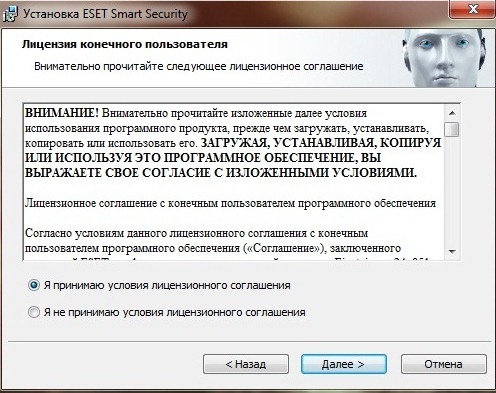 Установка ESET Smart Security
Лицензия конечного пользователя
Внимательно прочитайте следующее лицензионное соглашение
ВНИМАНИЕ! Внимательно прочитайте изложенные далее условия
использования программного продукта, прежде чем загружать, устанавливать,
копировать или использовать его. ЗАГРУЖАЯ, УСТАНАВЛИВАЯ, КОПИРУЯ
ИЛИ ИСПОЛЬЗУЯ ЭТО ПРОГРАММНОЕ ОБЕСПЕЧЕНИЕ, ВЫ
ВЫРАЖАЕТЕ СВОЕ СОГЛАСИЕ С ИЗЛОЖЕННЫМИ УСЛОВИЯМИ.
Лицензионное соглашение с конечным пользователем программного обеспечения
Согласно условиям данного лицензионного соглашения с конечным
пользователем программного обеспечения («Соглашение»), заключенного
Я принимаю условия лицензионного соглашения
Я не принимаю условия лицензионного соглашения
< Назад
Далее >
Отмена